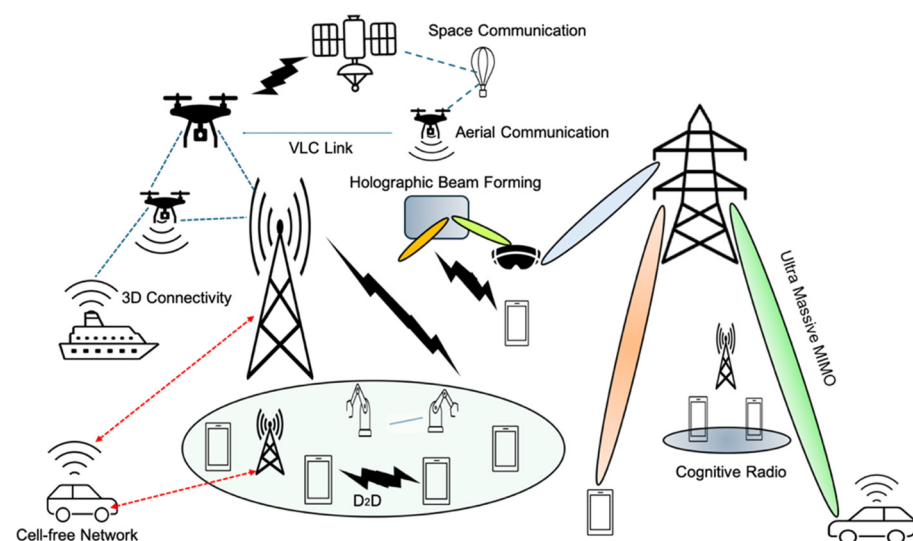 Space Communication
Aerial Communication
VLC Link
Holographic Beam Forming
3D Connectivity
Ultra Massive MIMO
Cognitive Radio
D2D
Cell-free Network